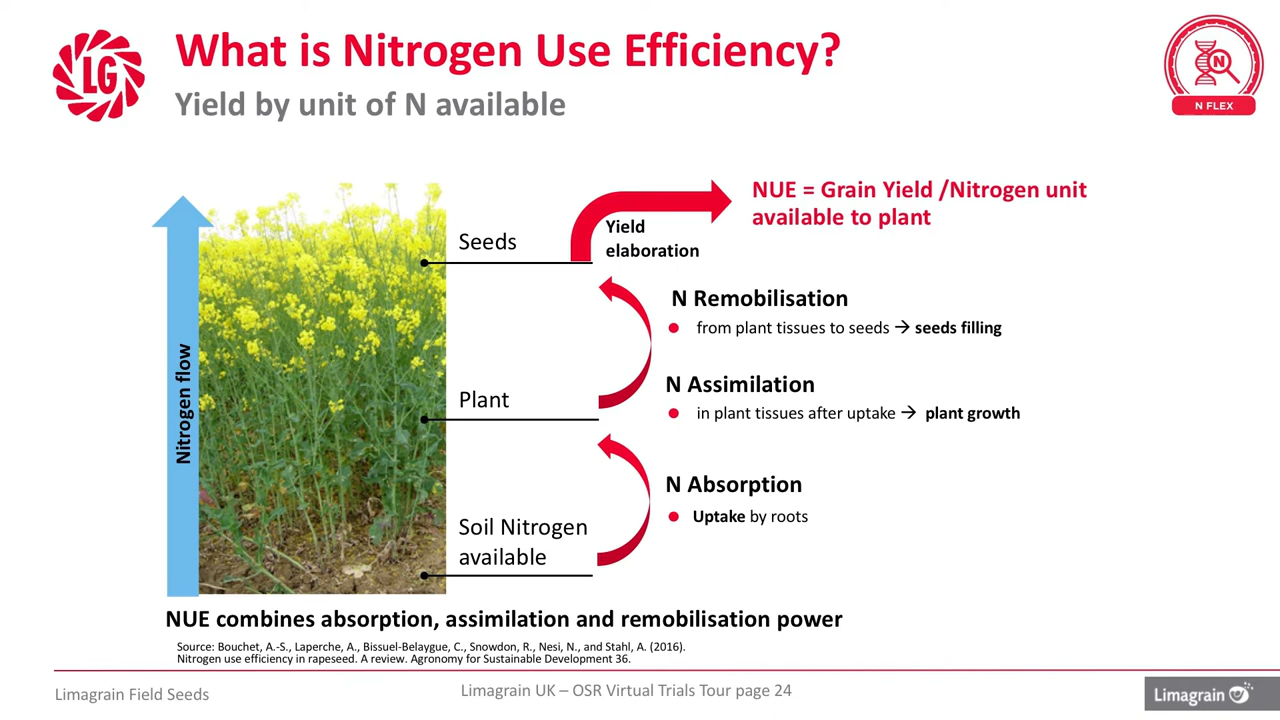 LG
What is Nitrogen Use Efficiency?
Yield by unit of N available
N
N FLEX
NUE = Grain Yield /Nitrogen unit
available to plant
Yield
elaboration
Seeds
N Remobilisation
● from plant tissues to seeds → seeds filling
N Assimilation
● in plant tissues after uptake → plant growth
Plant
N Absorption
● Uptake by roots
Soil Nitrogen
available
Nitrogen flow
NUE combines absorption, assimilation and remobilisation power
Source: Bouchet, A.-S., Laperche, A., Bissuel-Belaygue, C., Snowdon, R., Nesi, N., and Stahl, A. (2016).
Nitrogen use efficiency in rapeseed. A review. Agronomy for Sustainable Development 36.
Limagrain Field Seeds
Limagrain UK – OSR Virtual Trials Tour page 24
Limagrain